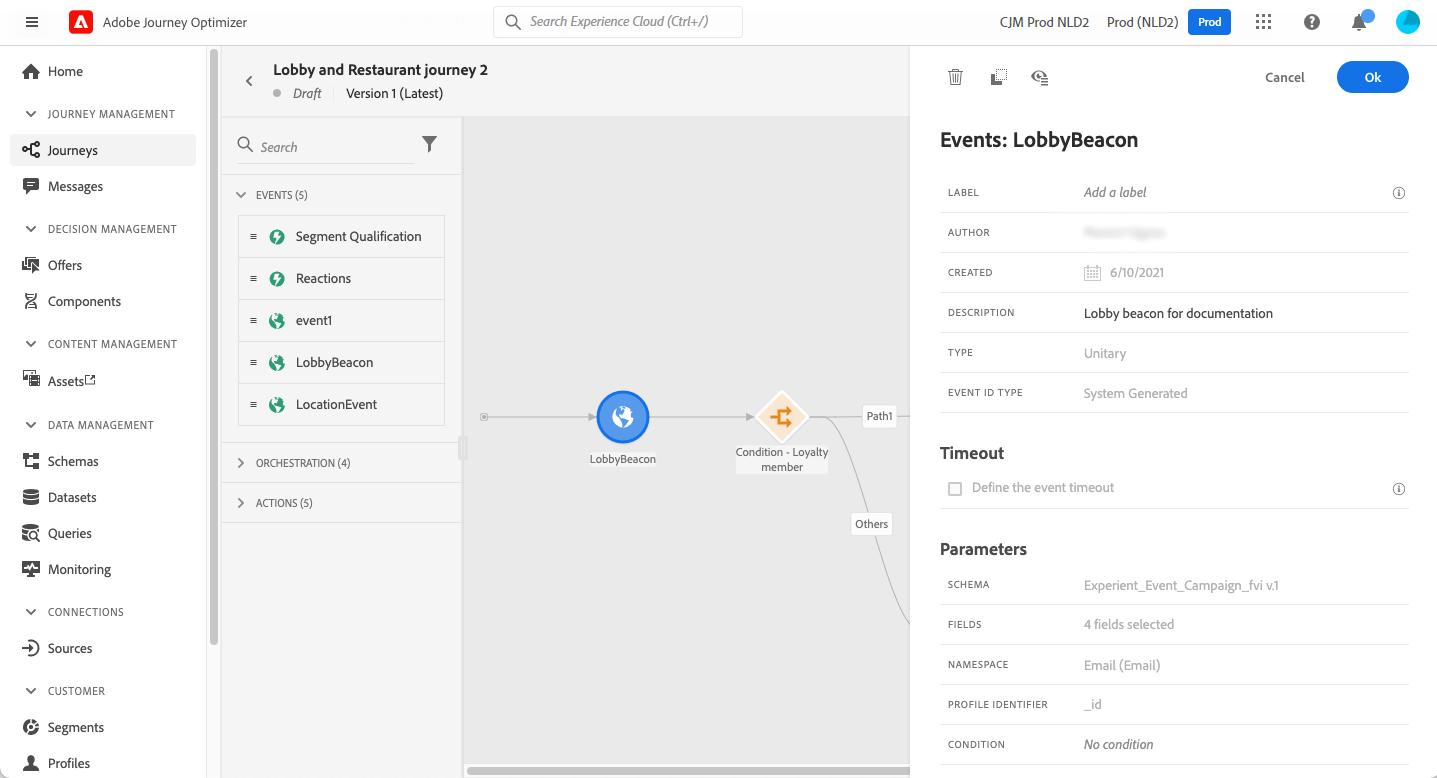 Adobe Journey Optimizer
Search Experience Cloud (Ctrl+/)
CJM Prod NLD2
Prod (NLD2)
Prod
Home
JOURNEY MANAGEMENT
Journeys
Messages
DECISION MANAGEMENT
Offers
Components
CONTENT MANAGEMENT
Assets
DATA MANAGEMENT
Schemas
Datasets
Queries
Monitoring
CONNECTIONS
Sources
CUSTOMER
Segments
Profiles
Lobby and Restaurant journey 2
Draft
Version 1 (Latest)
Search
EVENTS (5)
Segment Qualification
Reactions
event1
LobbyBeacon
LocationEvent
ORCHESTRATION (4)
ACTIONS (5)
LobbyBeacon
Condition - Loyalty
member
Path1
Others
Cancel
Ok
Events: LobbyBeacon
LABEL Add a label
AUTHOR
CREATED 6/10/2021
DESCRIPTION Lobby beacon for documentation
TYPE Unitary
EVENT ID TYPE System Generated
Timeout
Define the event timeout
Parameters
SCHEMA Experient_Event_Campaign_fvi v.1
FIELDS 4 fields selected
NAMESPACE Email (Email)
PROFILE IDENTIFIER _id
CONDITION No condition